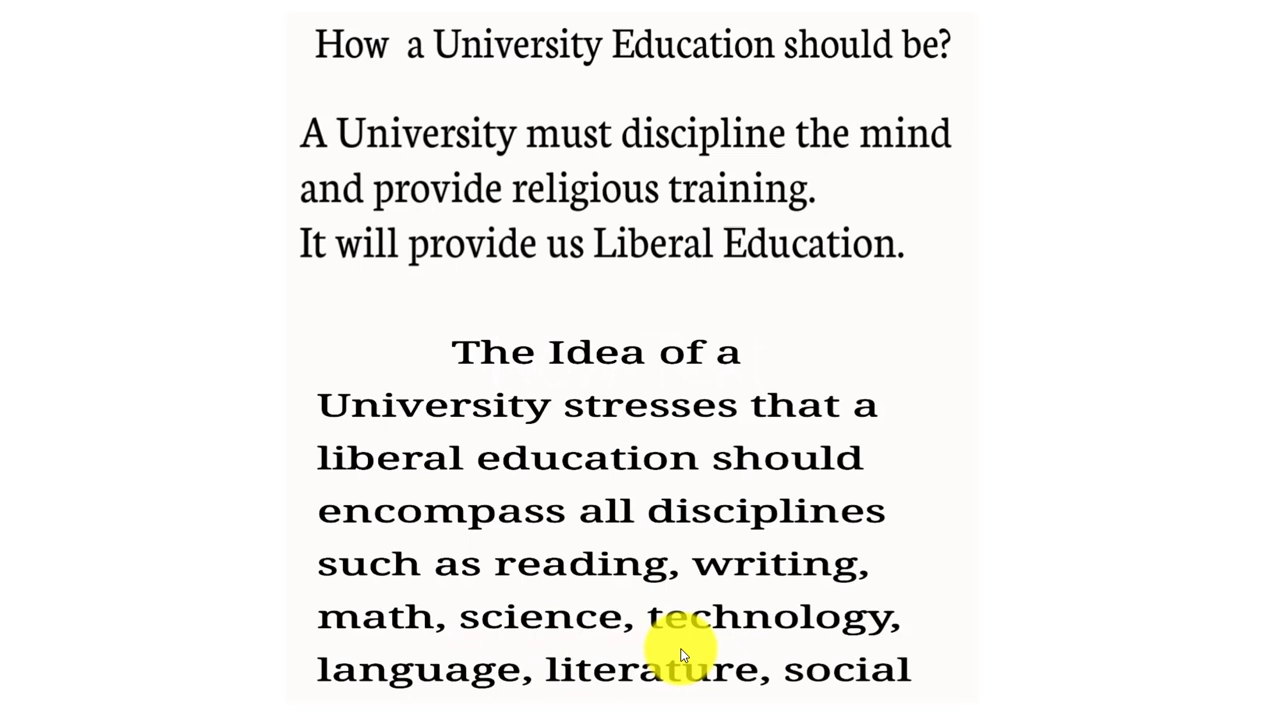 How a University Education should be?
A University must discipline the mind
and provide religious training.
It will provide us Liberal Education.
The Idea of a
University stresses that a
liberal education should
encompass all disciplines
such as reading, writing,
math, science, technology,
language, literature, social